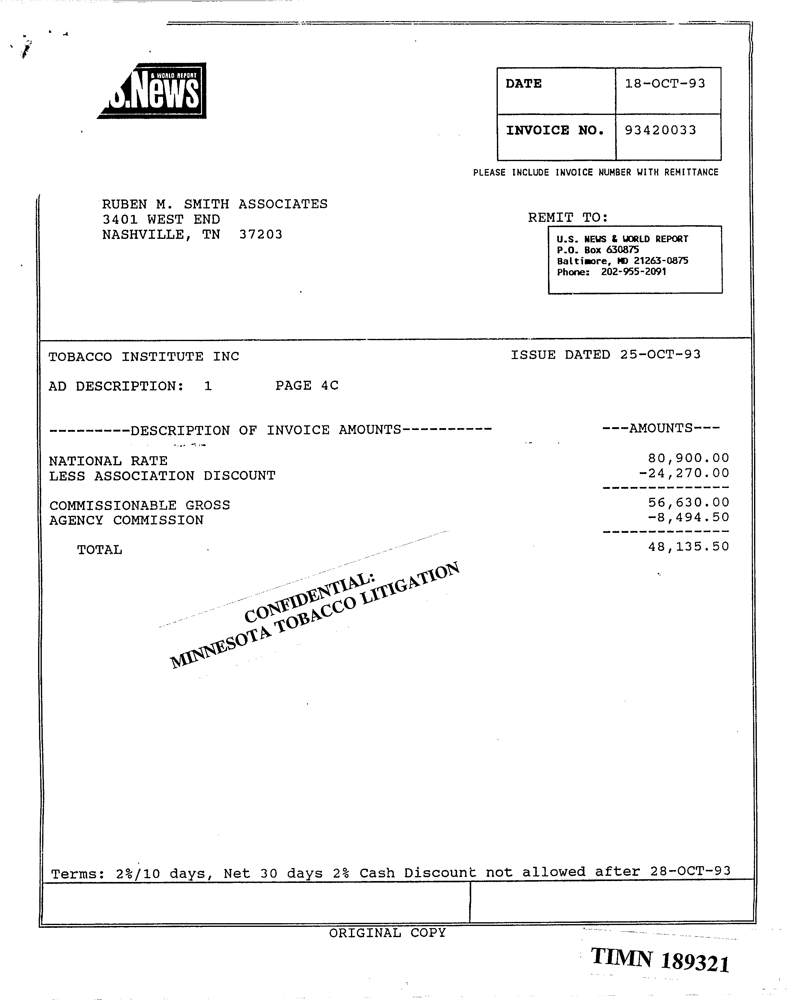 & WORLD REPORT
.S.News
DATE 18-OCT-93
INVOICE NO. 93420033
PLEASE INCLUDE INVOICE NUMBER WITH REMITTANCE
RUBEN M. SMITH ASSOCIATES
3401 WEST END
NASHVILLE, TN 37203
REMIT TO:
U.S. NEWS & WORLD REPORT
P.O. Box 630875
Baltimore, MD 21263-0875
Phone: 202-955-2091
TOBACCO INSTITUTE INC ISSUE DATED 25-OCT-93
AD DESCRIPTION: 1 PAGE 4C
---------DESCRIPTION OF INVOICE AMOUNTS---------- ---AMOUNTS---
NATIONAL RATE 80,900.00
LESS ASSOCIATION DISCOUNT -24,270.00
--------------
COMMISSIONABLE GROSS 56,630.00
AGENCY COMMISSION -8,494.50
--------------
TOTAL 48,135.50
CONFIDENTIAL:
MINNESOTA TOBACCO LITIGATION
Terms: 2%/10 days, Net 30 days 2% Cash Discount not allowed after 28-OCT-93
ORIGINAL COPY
TIMN 189321